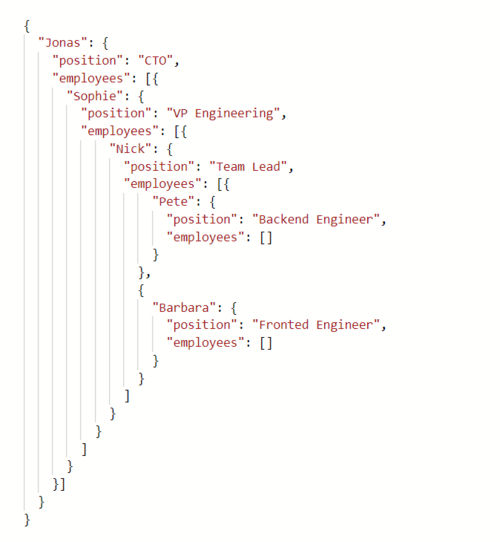 {
"Jonas": {
"position": "CTO",
"employees": [{
"Sophie": {
"position": "VP Engineering",
"employees": [{
"Nick": {
"position": "Team Lead",
"employees": [{
"Pete": {
"position": "Backend Engineer",
"employees": []
}
},
{
"Barbara": {
"position": "Fronted Engineer",
"employees": []
}
}
]
}
}
]
}
}]
}
}